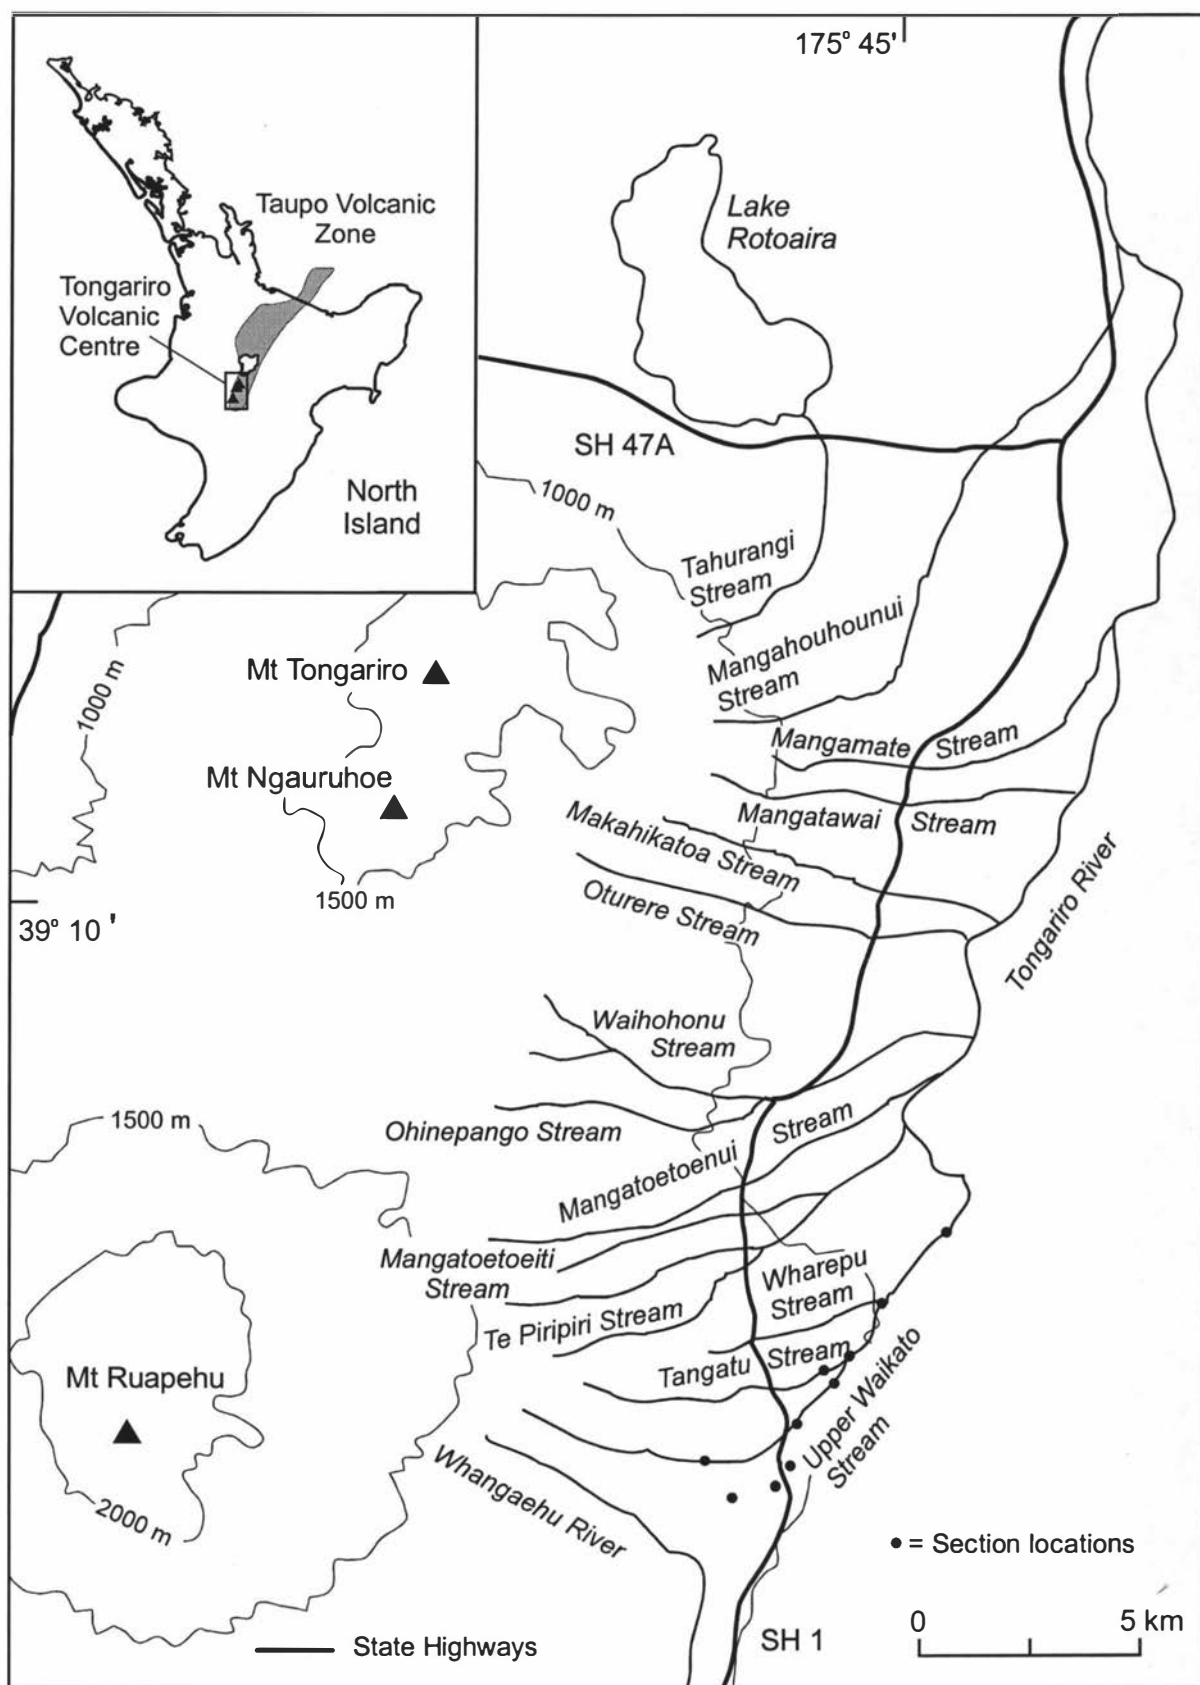 175° 45'
Taupo Volcanic
Zone
Tongariro
Volcanic
Centre
North
Island
Lake
Rotoaira
SH 47A
1000 m
Tahurangi
Stream
Mangahouhounui
Stream
Mt Tongariro
1000 m
Mangamate Stream
Mt Ngauruhoe
Mangatawai Stream
Makahikatoa Stream
1500 m
Oturere Stream
39° 10 '
Tongariro River
Waihohonu
Stream
1500 m
Ohinepango Stream
Mangatoetoenui Stream
Mangatoetoeiti
Stream
Wharepu
Stream
Te Piripiri Stream
Mt Ruapehu
Tangatu Stream
Upper Waikato
Stream
Whangaehu River
2000 m
● = Section locations
0 5 km
State Highways
SH 1